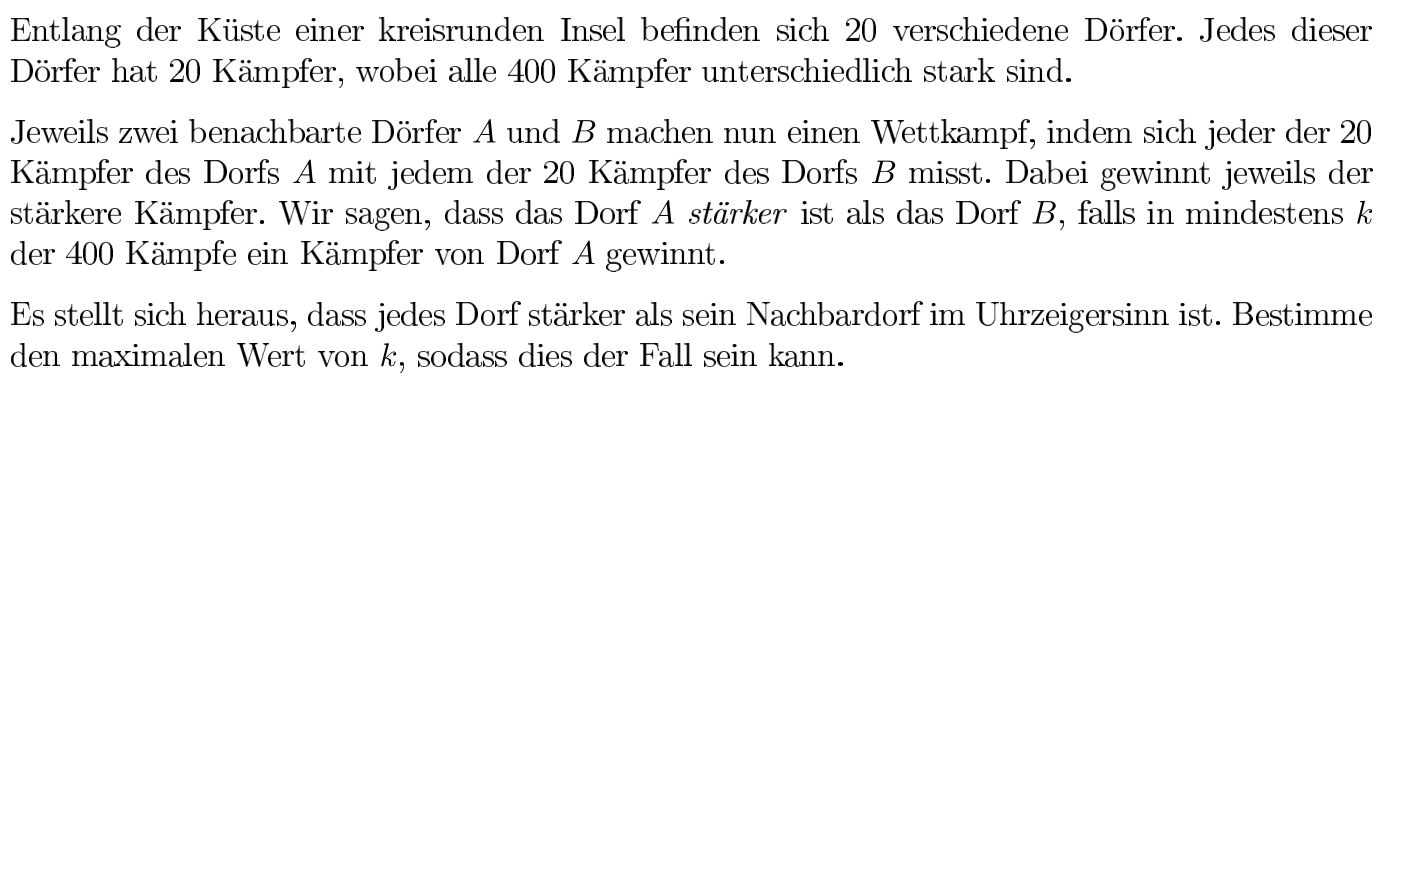 Entlang der Küste einer kreisrunden Insel befinden sich 20 verschiedene Dörfer. Jedes dieser
Dörfer hat 20 Kämpfer, wobei alle 400 Kämpfer unterschiedlich stark sind.
Jeweils zwei benachbarte Dörfer A und B machen nun einen Wettkampf, indem sich jeder der 20
Kämpfer des Dorfs A mit jedem der 20 Kämpfer des Dorfs B misst. Dabei gewinnt jeweils der
stärkere Kämpfer. Wir sagen, dass das Dorf A stärker ist als das Dorf B, falls in mindestens k
der 400 Kämpfe ein Kämpfer von Dorf A gewinnt.
Es stellt sich heraus, dass jedes Dorf stärker als sein Nachbardorf im Uhrzeigersinn ist. Bestimme
den maximalen Wert von k, sodass dies der Fall sein kann.